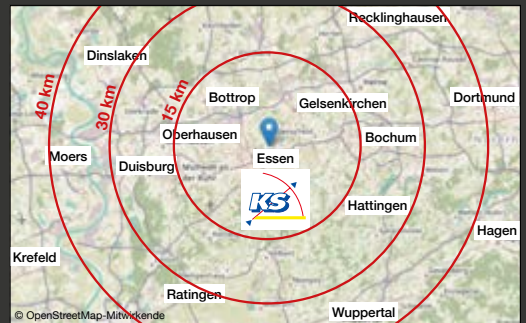 Recklinghausen
Dinslaken
40 km
30 km
15 km
Bottrop
Gelsenkirchen
Dortmund
Oberhausen
Bochum
Essen
Moers
Duisburg
KS
Hattingen
Hagen
Krefeld
Ratingen
Wuppertal
© OpenStreetMap-Mitwirkende